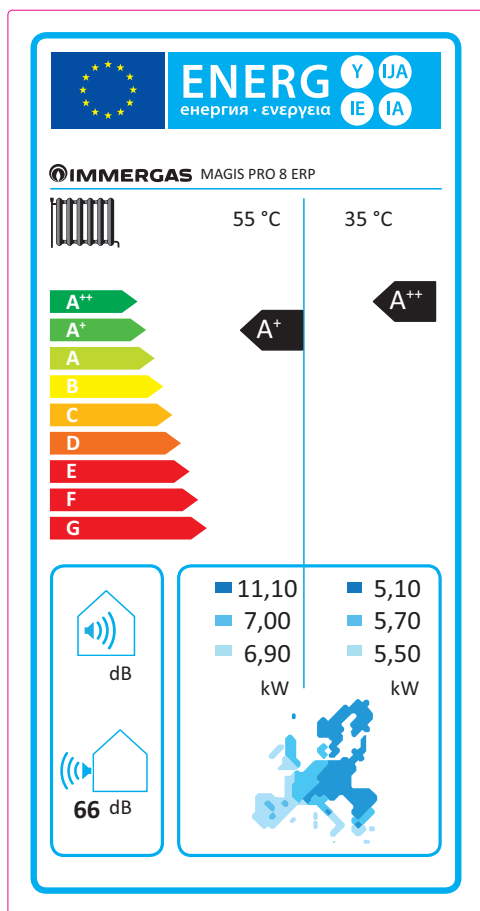 ENERG
енергия · ενεργεια
Y IJA
IE IA
IMMERGAS MAGIS PRO 8 ERP
55 °C 35 °C
A++
A+
A
B
C
D
E
F
G
A+
A++
11,10 5,10
7,00 5,70
6,90 5,50
kW kW
dB
66 dB